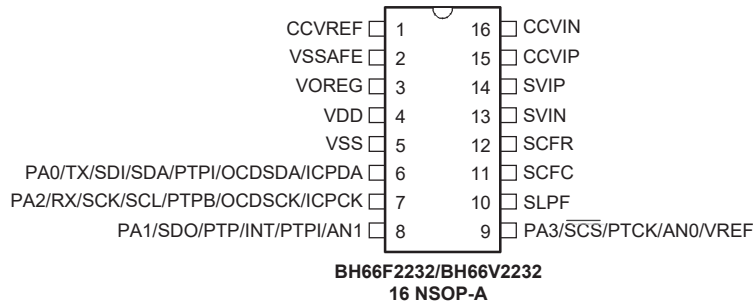 CCVREF 1 16 CCVIN
VSSAFE 2 15 CCVIP
VOREG 3 14 SVIP
VDD 4 13 SVIN
VSS 5 12 SCFR
PA0/TX/SDI/SDA/PTPI/OCDSDA/ICPDA 6 11 SCFC
PA2/RX/SCK/SCL/PTPB/OCDSCK/ICPCK 7 10 SLPF
PA1/SDO/PTP/INT/PTPI/AN1 8 9 PA3/SCS/PTCK/AN0/VREF
BH66F2232/BH66V2232
16 NSOP-A